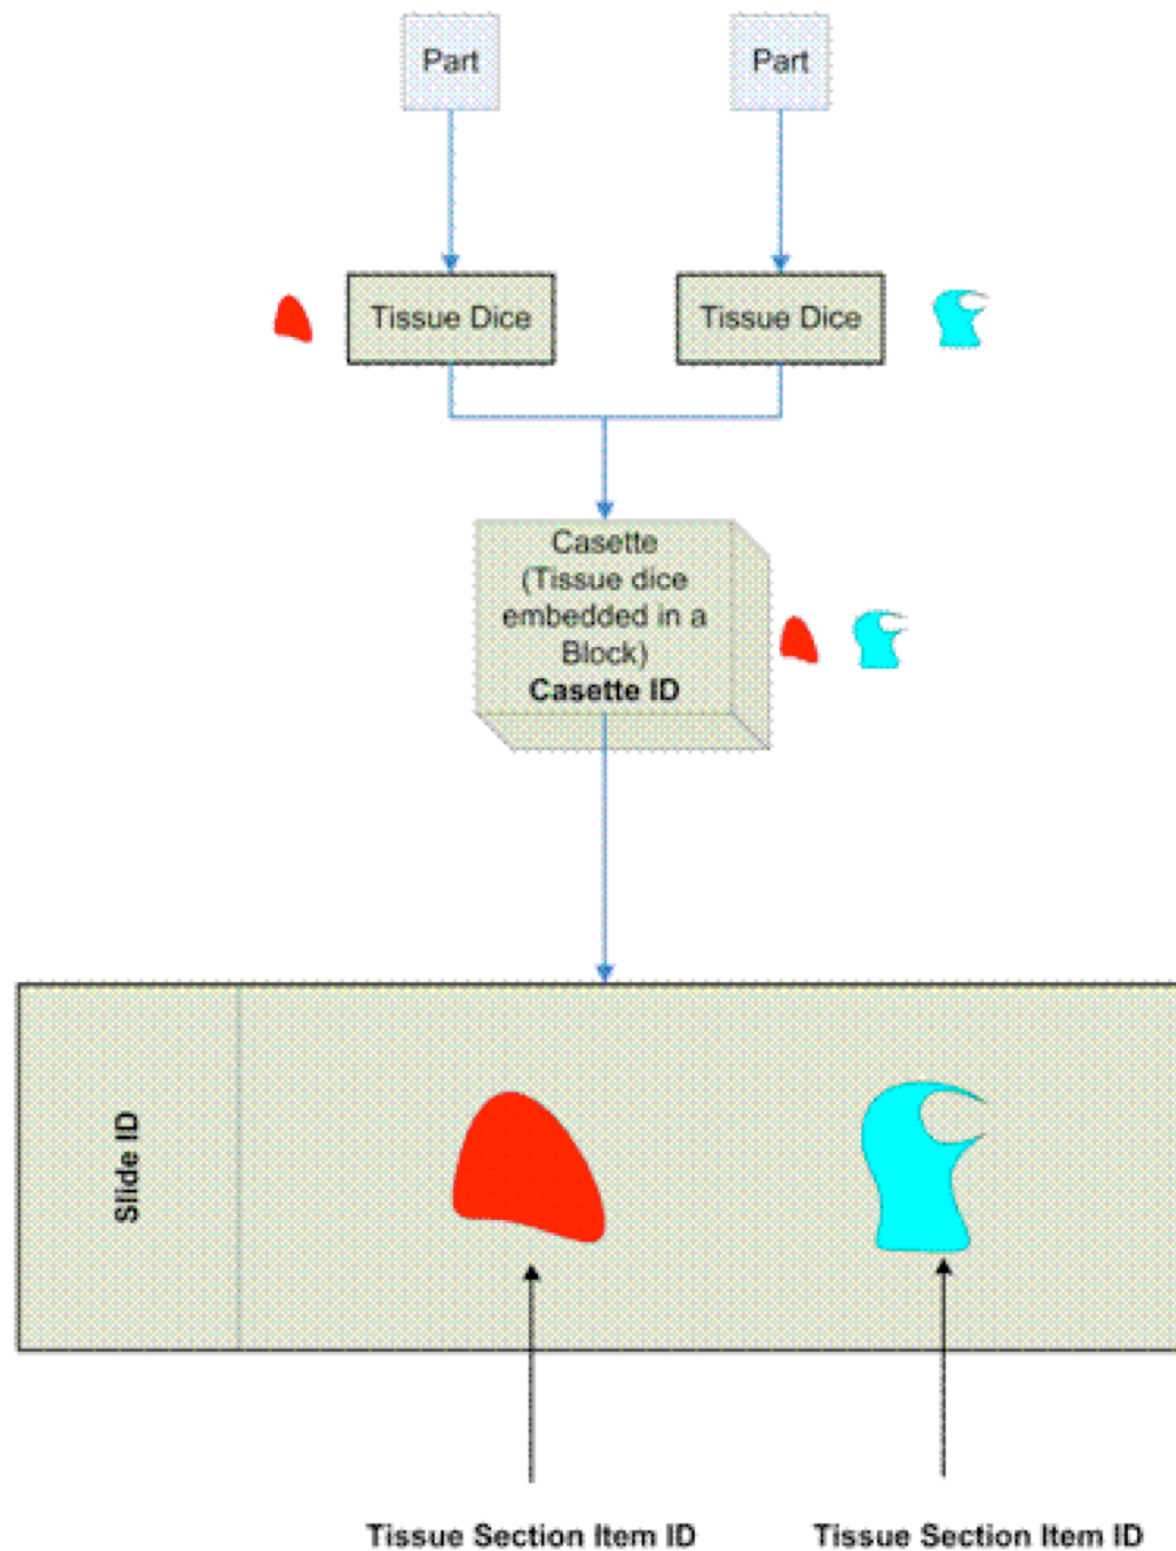 Part
Part
Tissue Dice
Tissue Dice
Casette
(Tissue dice
embedded in a
Block)
Casette ID
Slide ID
Tissue Section Item ID
Tissue Section Item ID